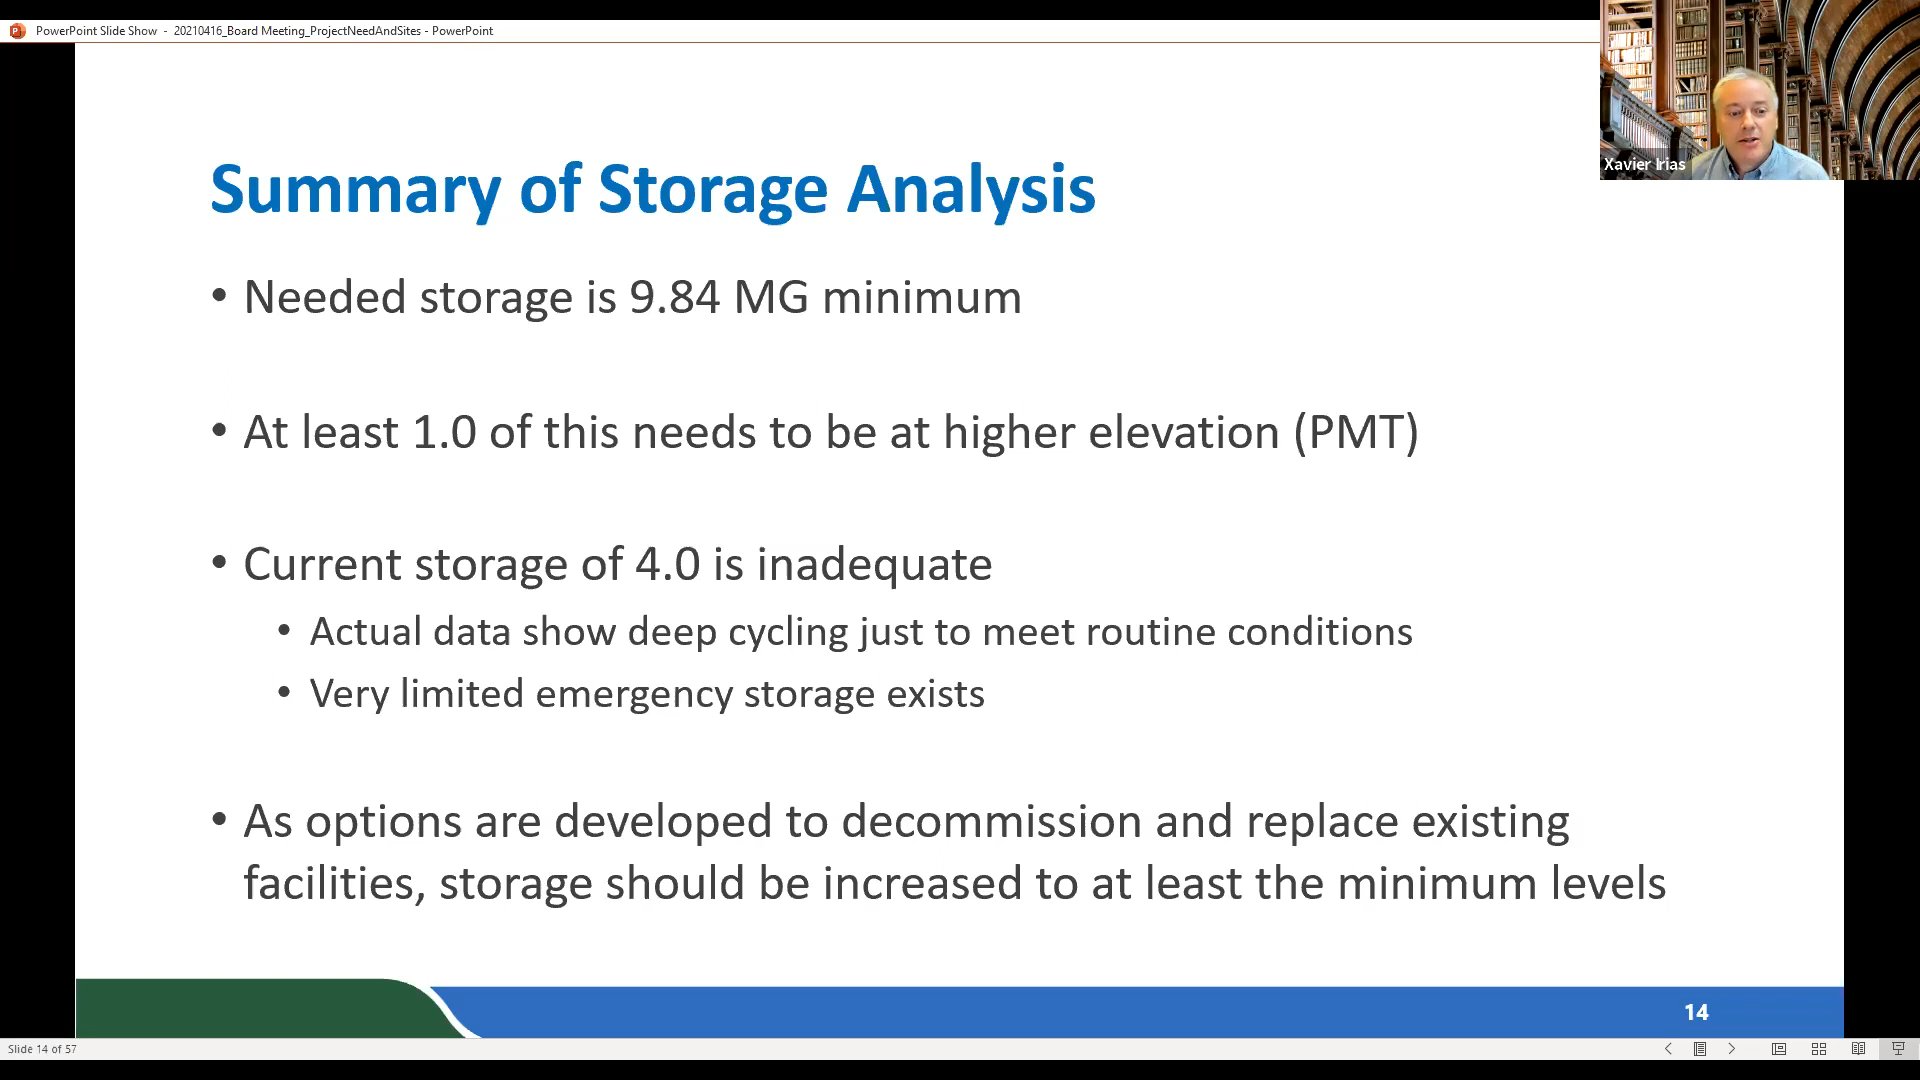 PowerPoint Slide Show - 20210416_Board Meeting_ProjectNeedAndSites - PowerPoint
Xavier Irias
Summary of Storage Analysis
• Needed storage is 9.84 MG minimum
• At least 1.0 of this needs to be at higher elevation (PMT)
• Current storage of 4.0 is inadequate
• Actual data show deep cycling just to meet routine conditions
• Very limited emergency storage exists
• As options are developed to decommission and replace existing
facilities, storage should be increased to at least the minimum levels
14
Slide 14 of 57